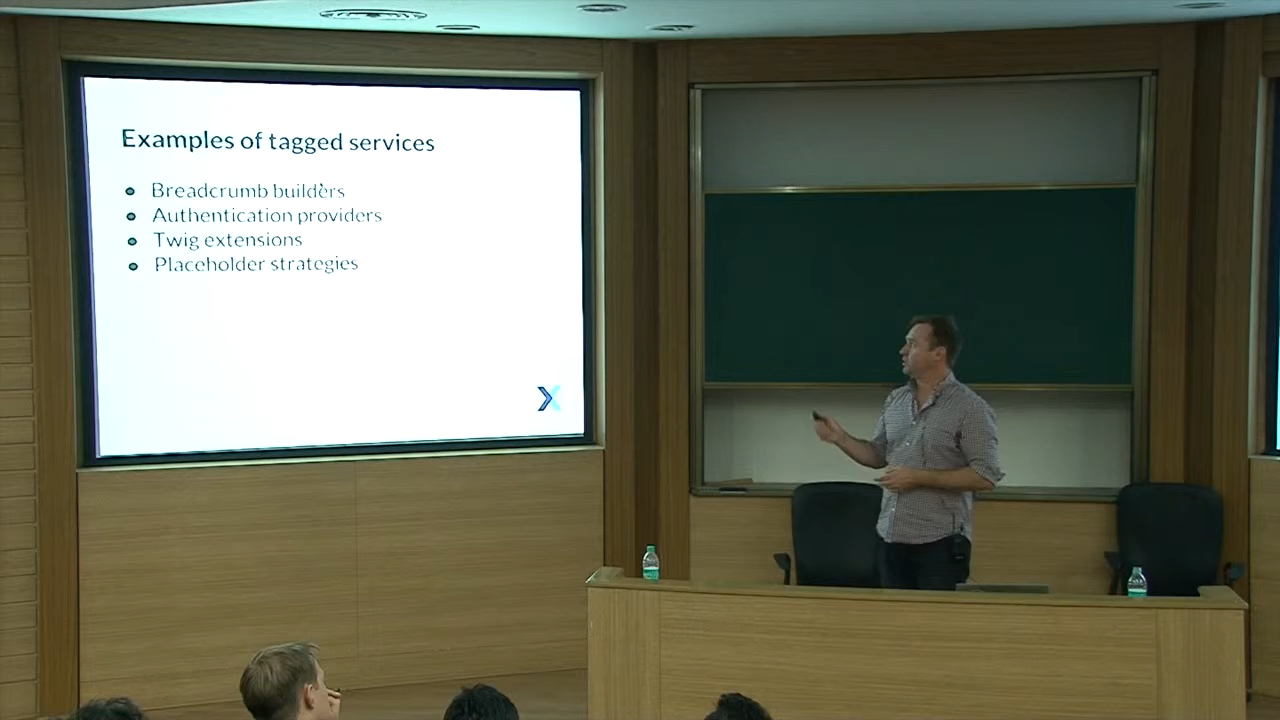 Examples of tagged services
Breadcrumb builders
Authentication providers
Twig extensions
Placeholder strategies